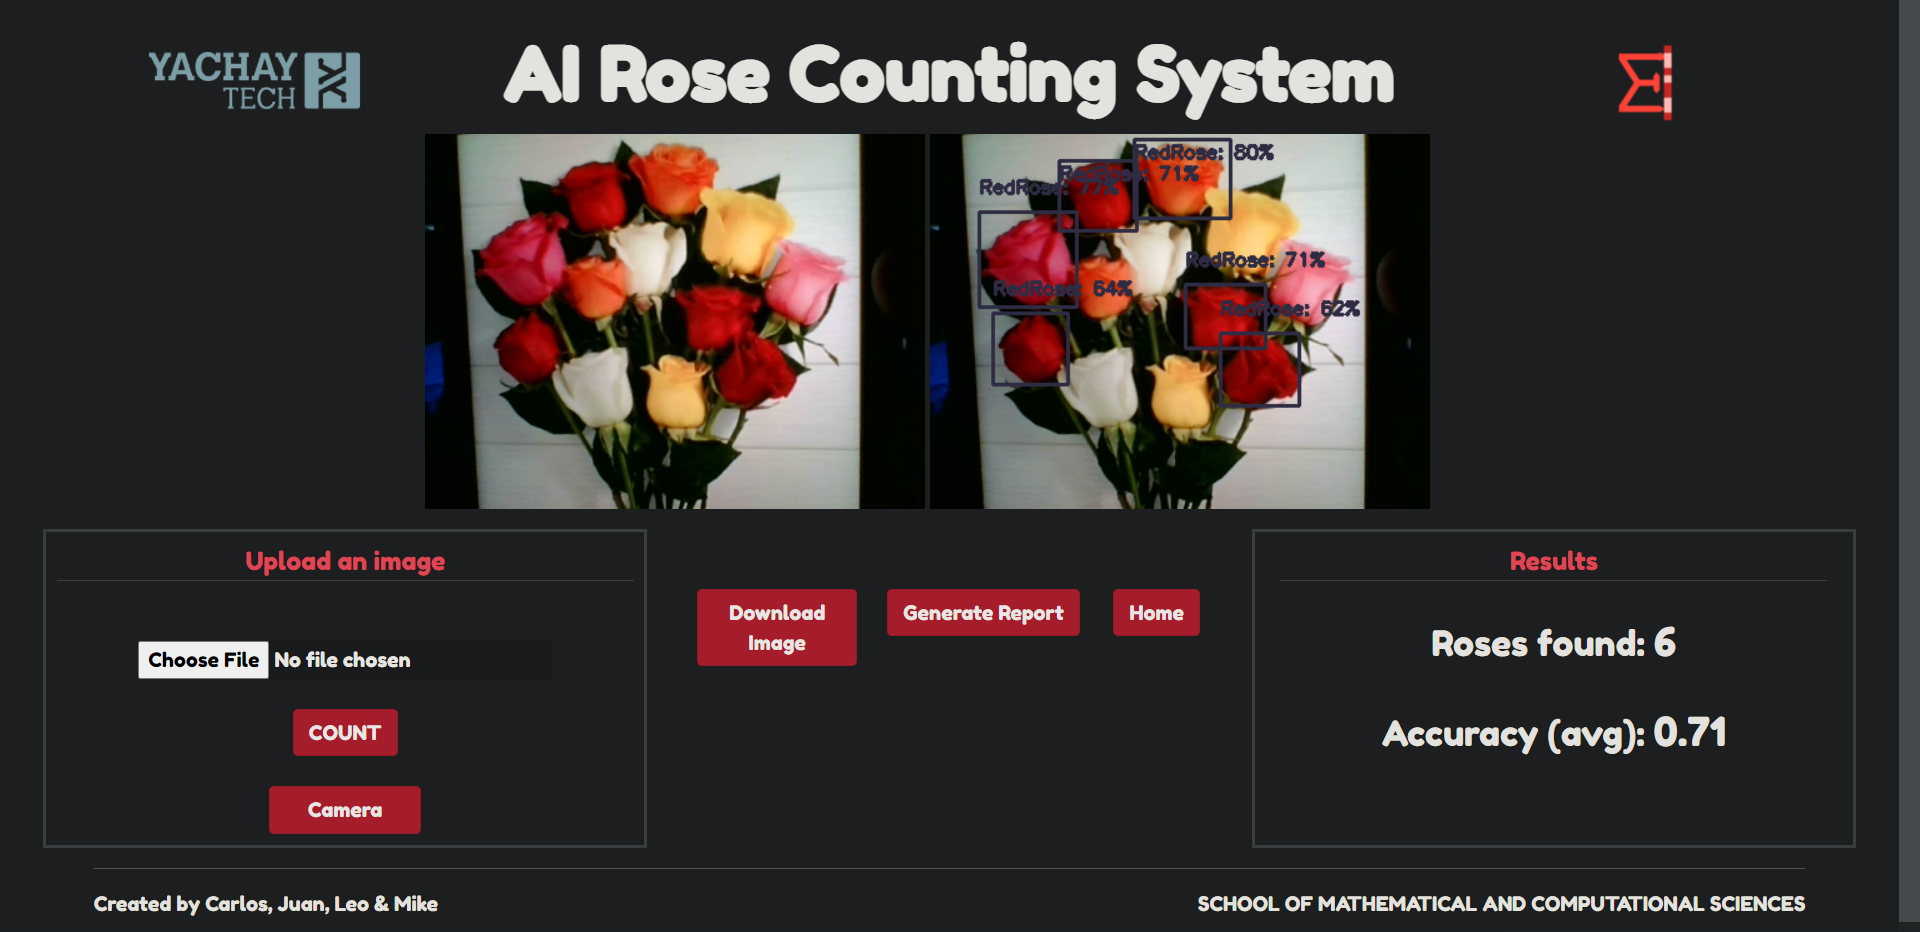 YACHAY
TECH
AI Rose Counting System
RedRose: 80%
RedRose: 71%
RedRose: 77%
RedRose: 71%
RedRose: 64%
RedRose: 62%
Upload an image
Choose File No file chosen
COUNT
Camera
Download
Image
Generate Report
Home
Results
Roses found: 6
Accuracy (avg): 0.71
Created by Carlos, Juan, Leo & Mike
SCHOOL OF MATHEMATICAL AND COMPUTATIONAL SCIENCES